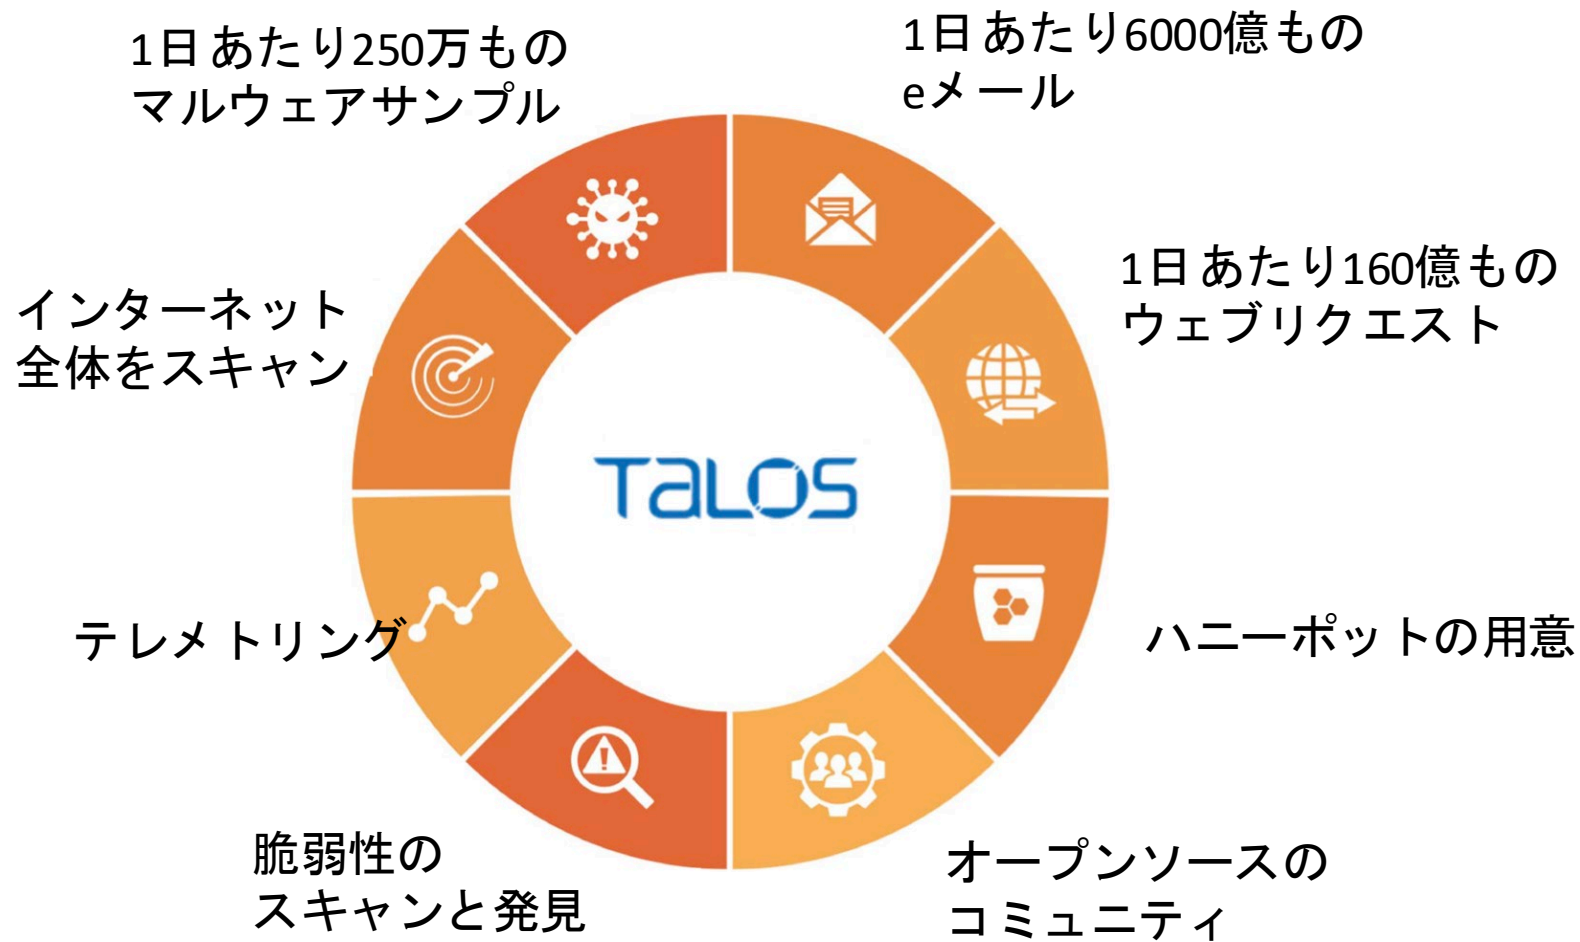 1日あたり250万もの
マルウェアサンプル
1日あたり6000億もの
eメール
1日あたり160億もの
ウェブリクエスト
インターネット
全体をスキャン
TALOS
テレメトリング
ハニーポットの用意
脆弱性の
スキャンと発見
オープンソースの
コミュニティ